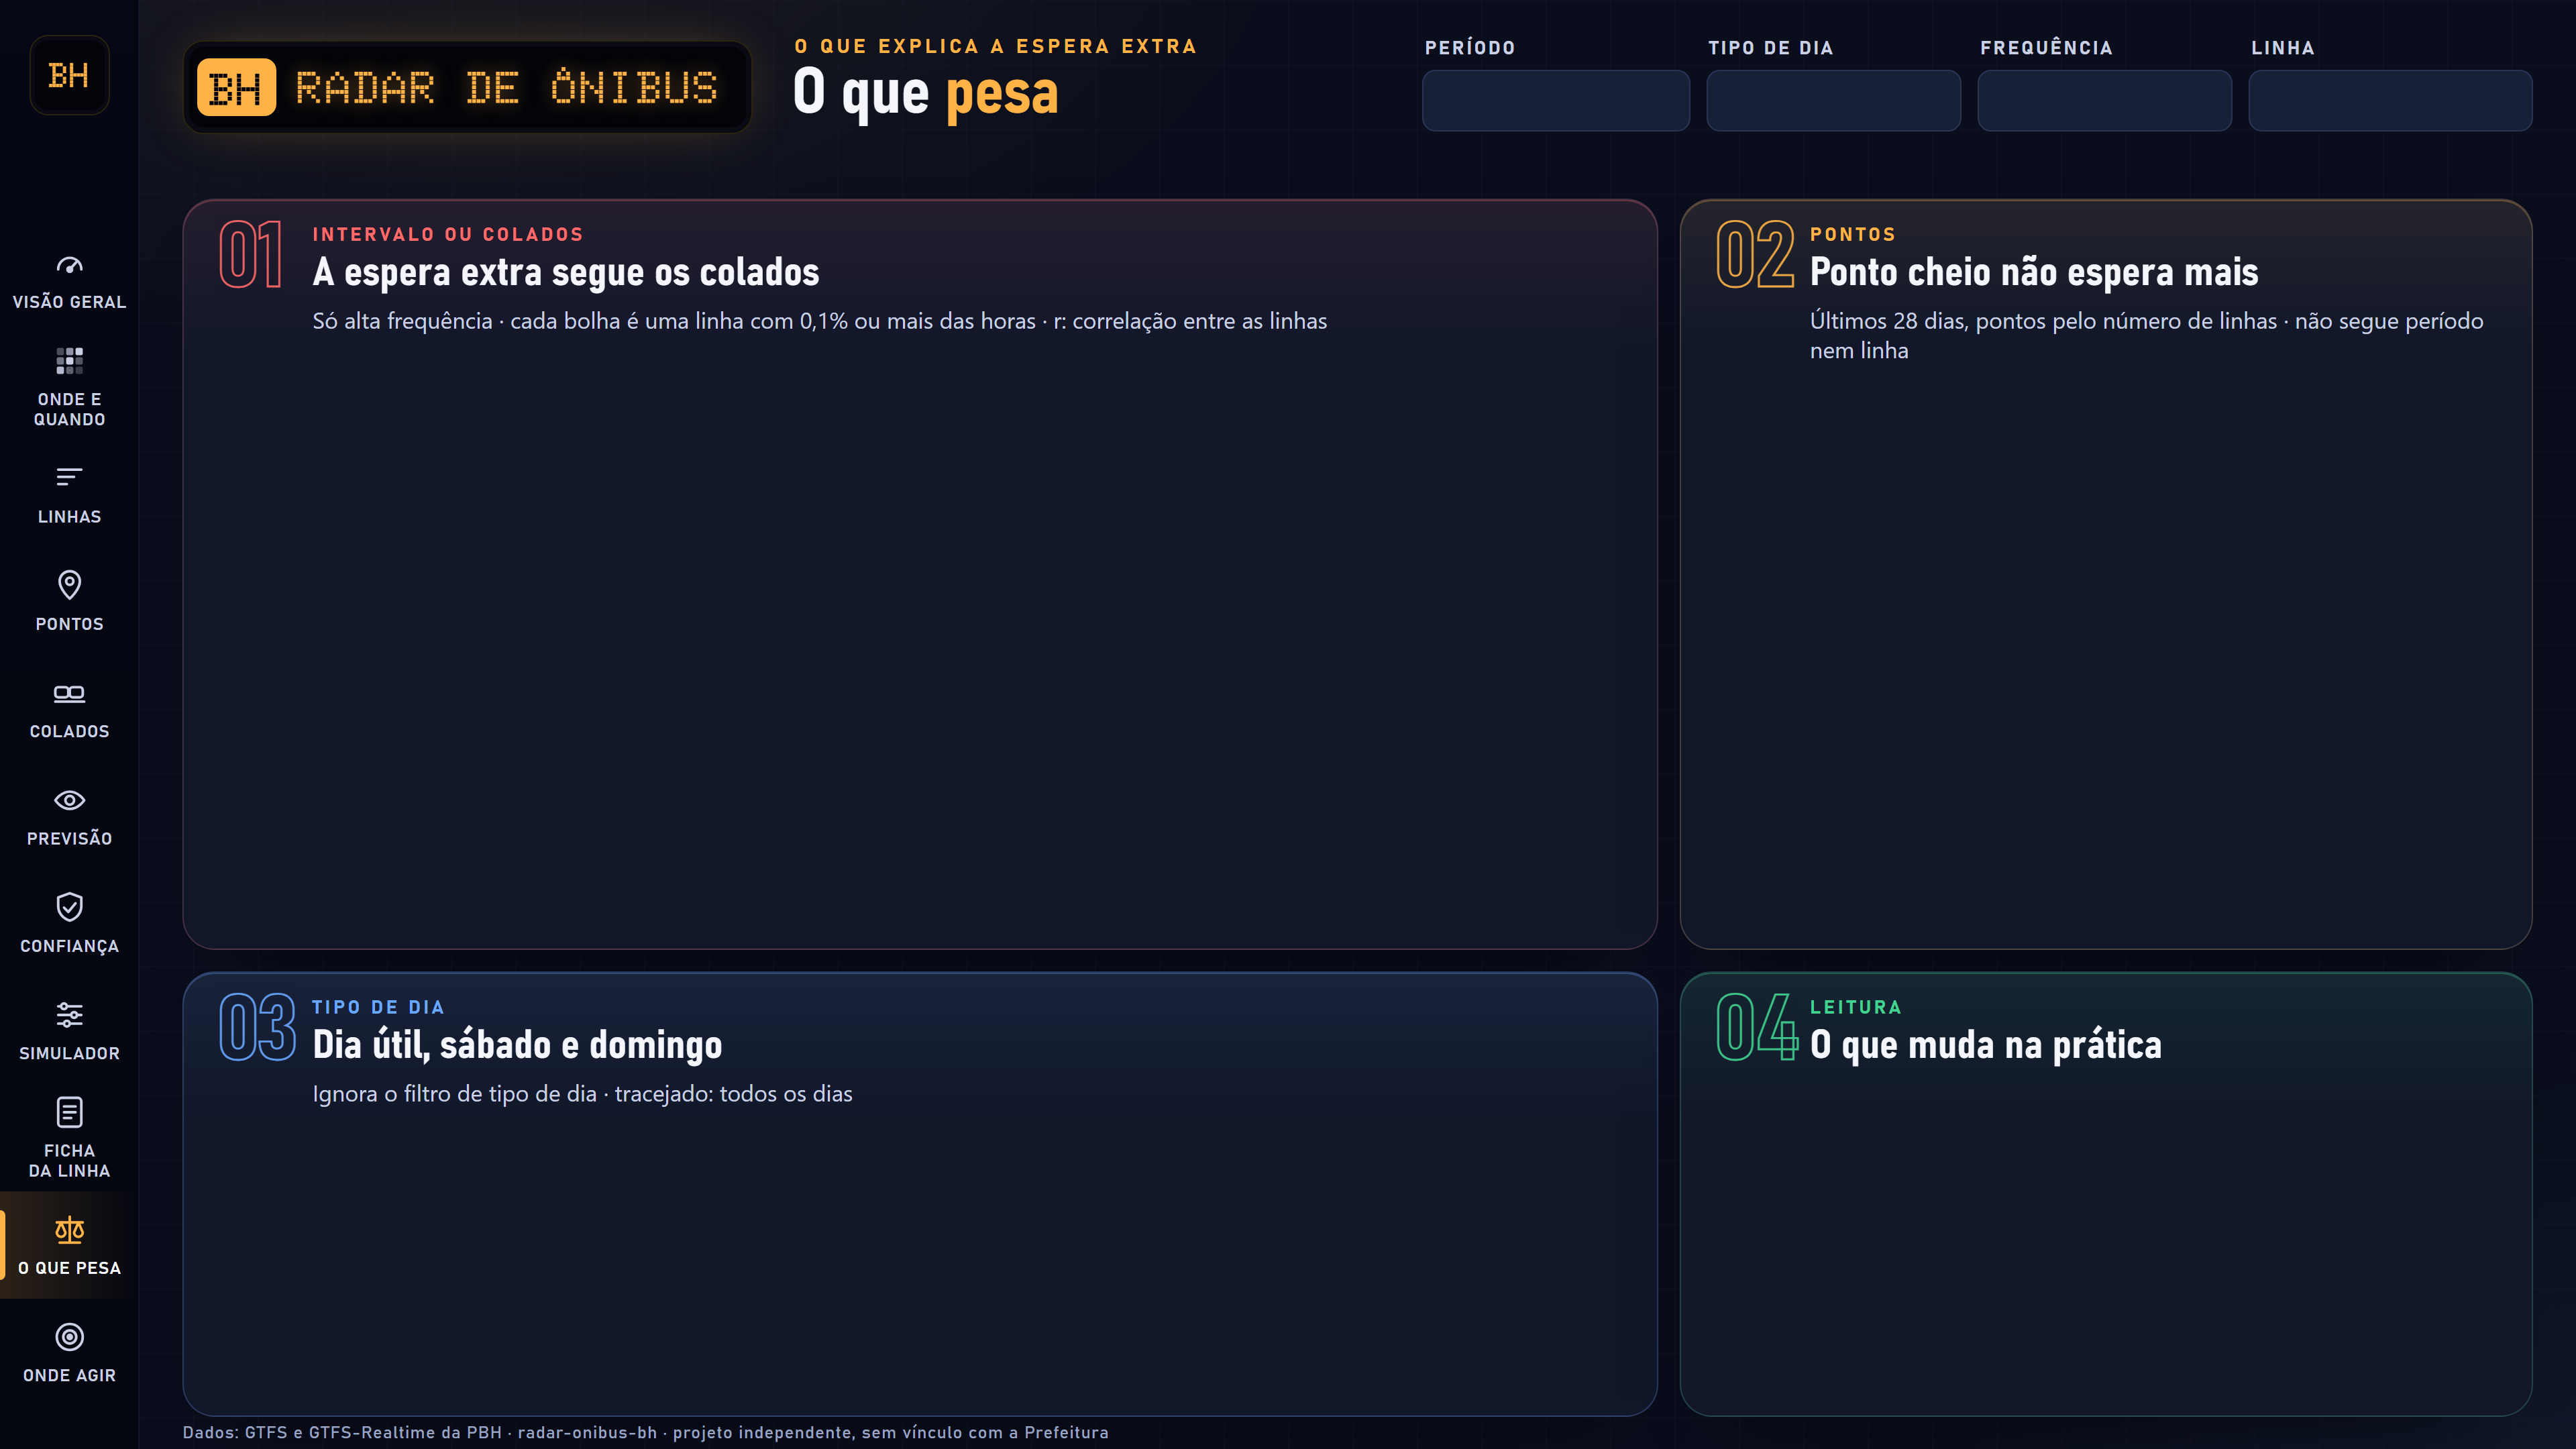 BH
BH RADAR DE ÔNIBUS
O QUE EXPLICA A ESPERA EXTRA
O que pesa
PERÍODO
TIPO DE DIA
FREQUÊNCIA
LINHA
VISÃO GERAL
ONDE E
QUANDO
LINHAS
PONTOS
COLADOS
PREVISÃO
CONFIANÇA
SIMULADOR
FICHA
DA LINHA
O QUE PESA
ONDE AGIR
01
INTERVALO OU COLADOS
A espera extra segue os colados
Só alta frequência · cada bolha é uma linha com 0,1% ou mais das horas · r: correlação entre as linhas
02
PONTOS
Ponto cheio não espera mais
Últimos 28 dias, pontos pelo número de linhas · não segue período
nem linha
03
TIPO DE DIA
Dia útil, sábado e domingo
Ignora o filtro de tipo de dia · tracejado: todos os dias
04
LEITURA
O que muda na prática
Dados: GTFS e GTFS-Realtime da PBH · radar-onibus-bh · projeto independente, sem vínculo com a Prefeitura